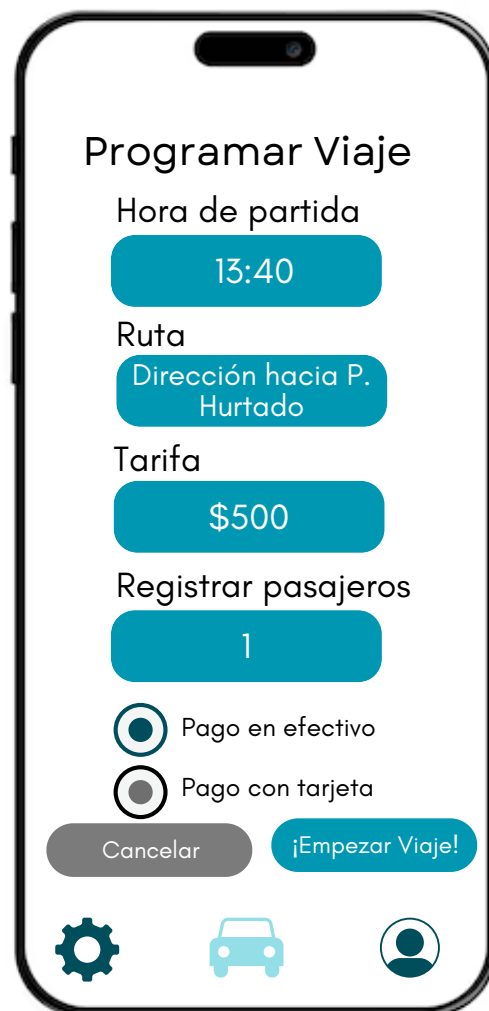 Programar Viaje
Hora de partida
13:40
Ruta
Dirección hacia P.
Hurtado
Tarifa
$500
Registrar pasajeros
1
Pago en efectivo
Pago con tarjeta
Cancelar
¡Empezar Viaje!